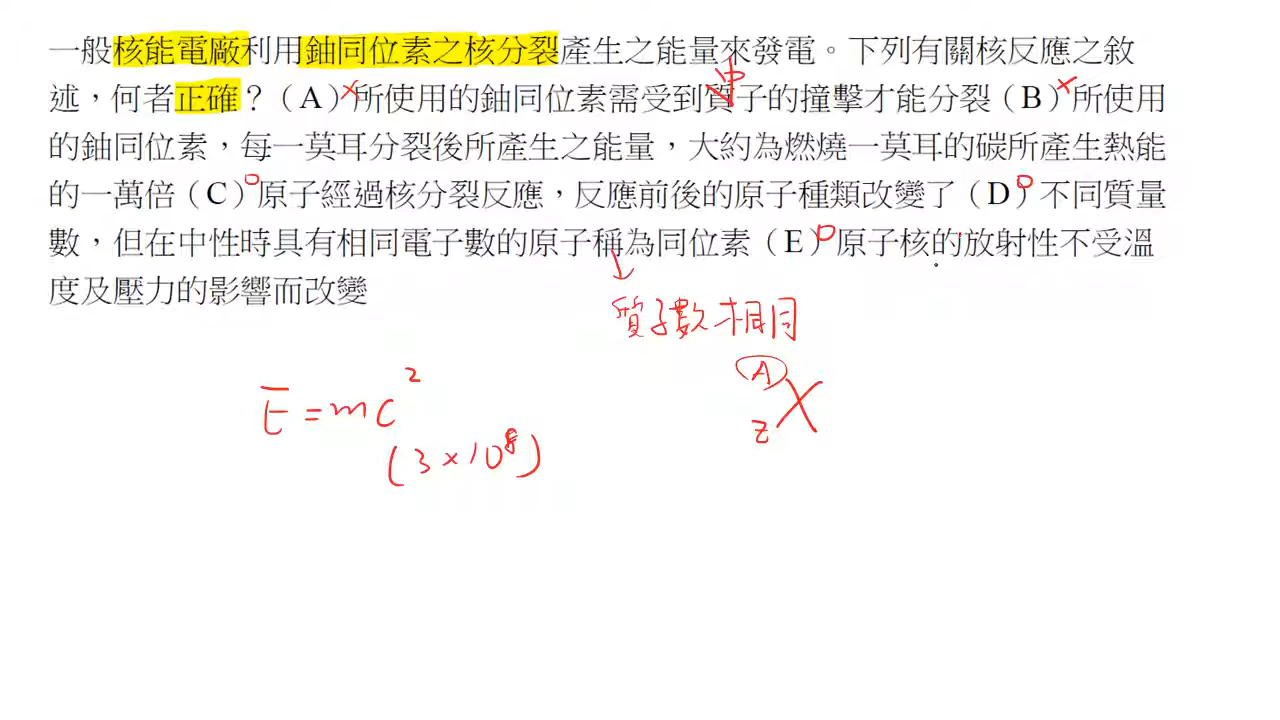 一般核能電廠利用鈾同位素之核分裂產生之能量來發電。下列有關核反應之敘
中
述，何者正確？（A）×所使用的鈾同位素需受到質子的撞擊才能分裂（B）×所使用
的鈾同位素，每一莫耳分裂後所產生之能量，大約為燃燒一莫耳的碳所產生熱能
的一萬倍（C）○原子經過核分裂反應，反應前後的原子種類改變了（D）○不同質量
數，但在中性時具有相同電子數的原子稱為同位素（E）○原子核的放射性不受溫
度及壓力的影響而改變
↓
質子數相同
E=mc²
(3×10⁸)
A
X
Z